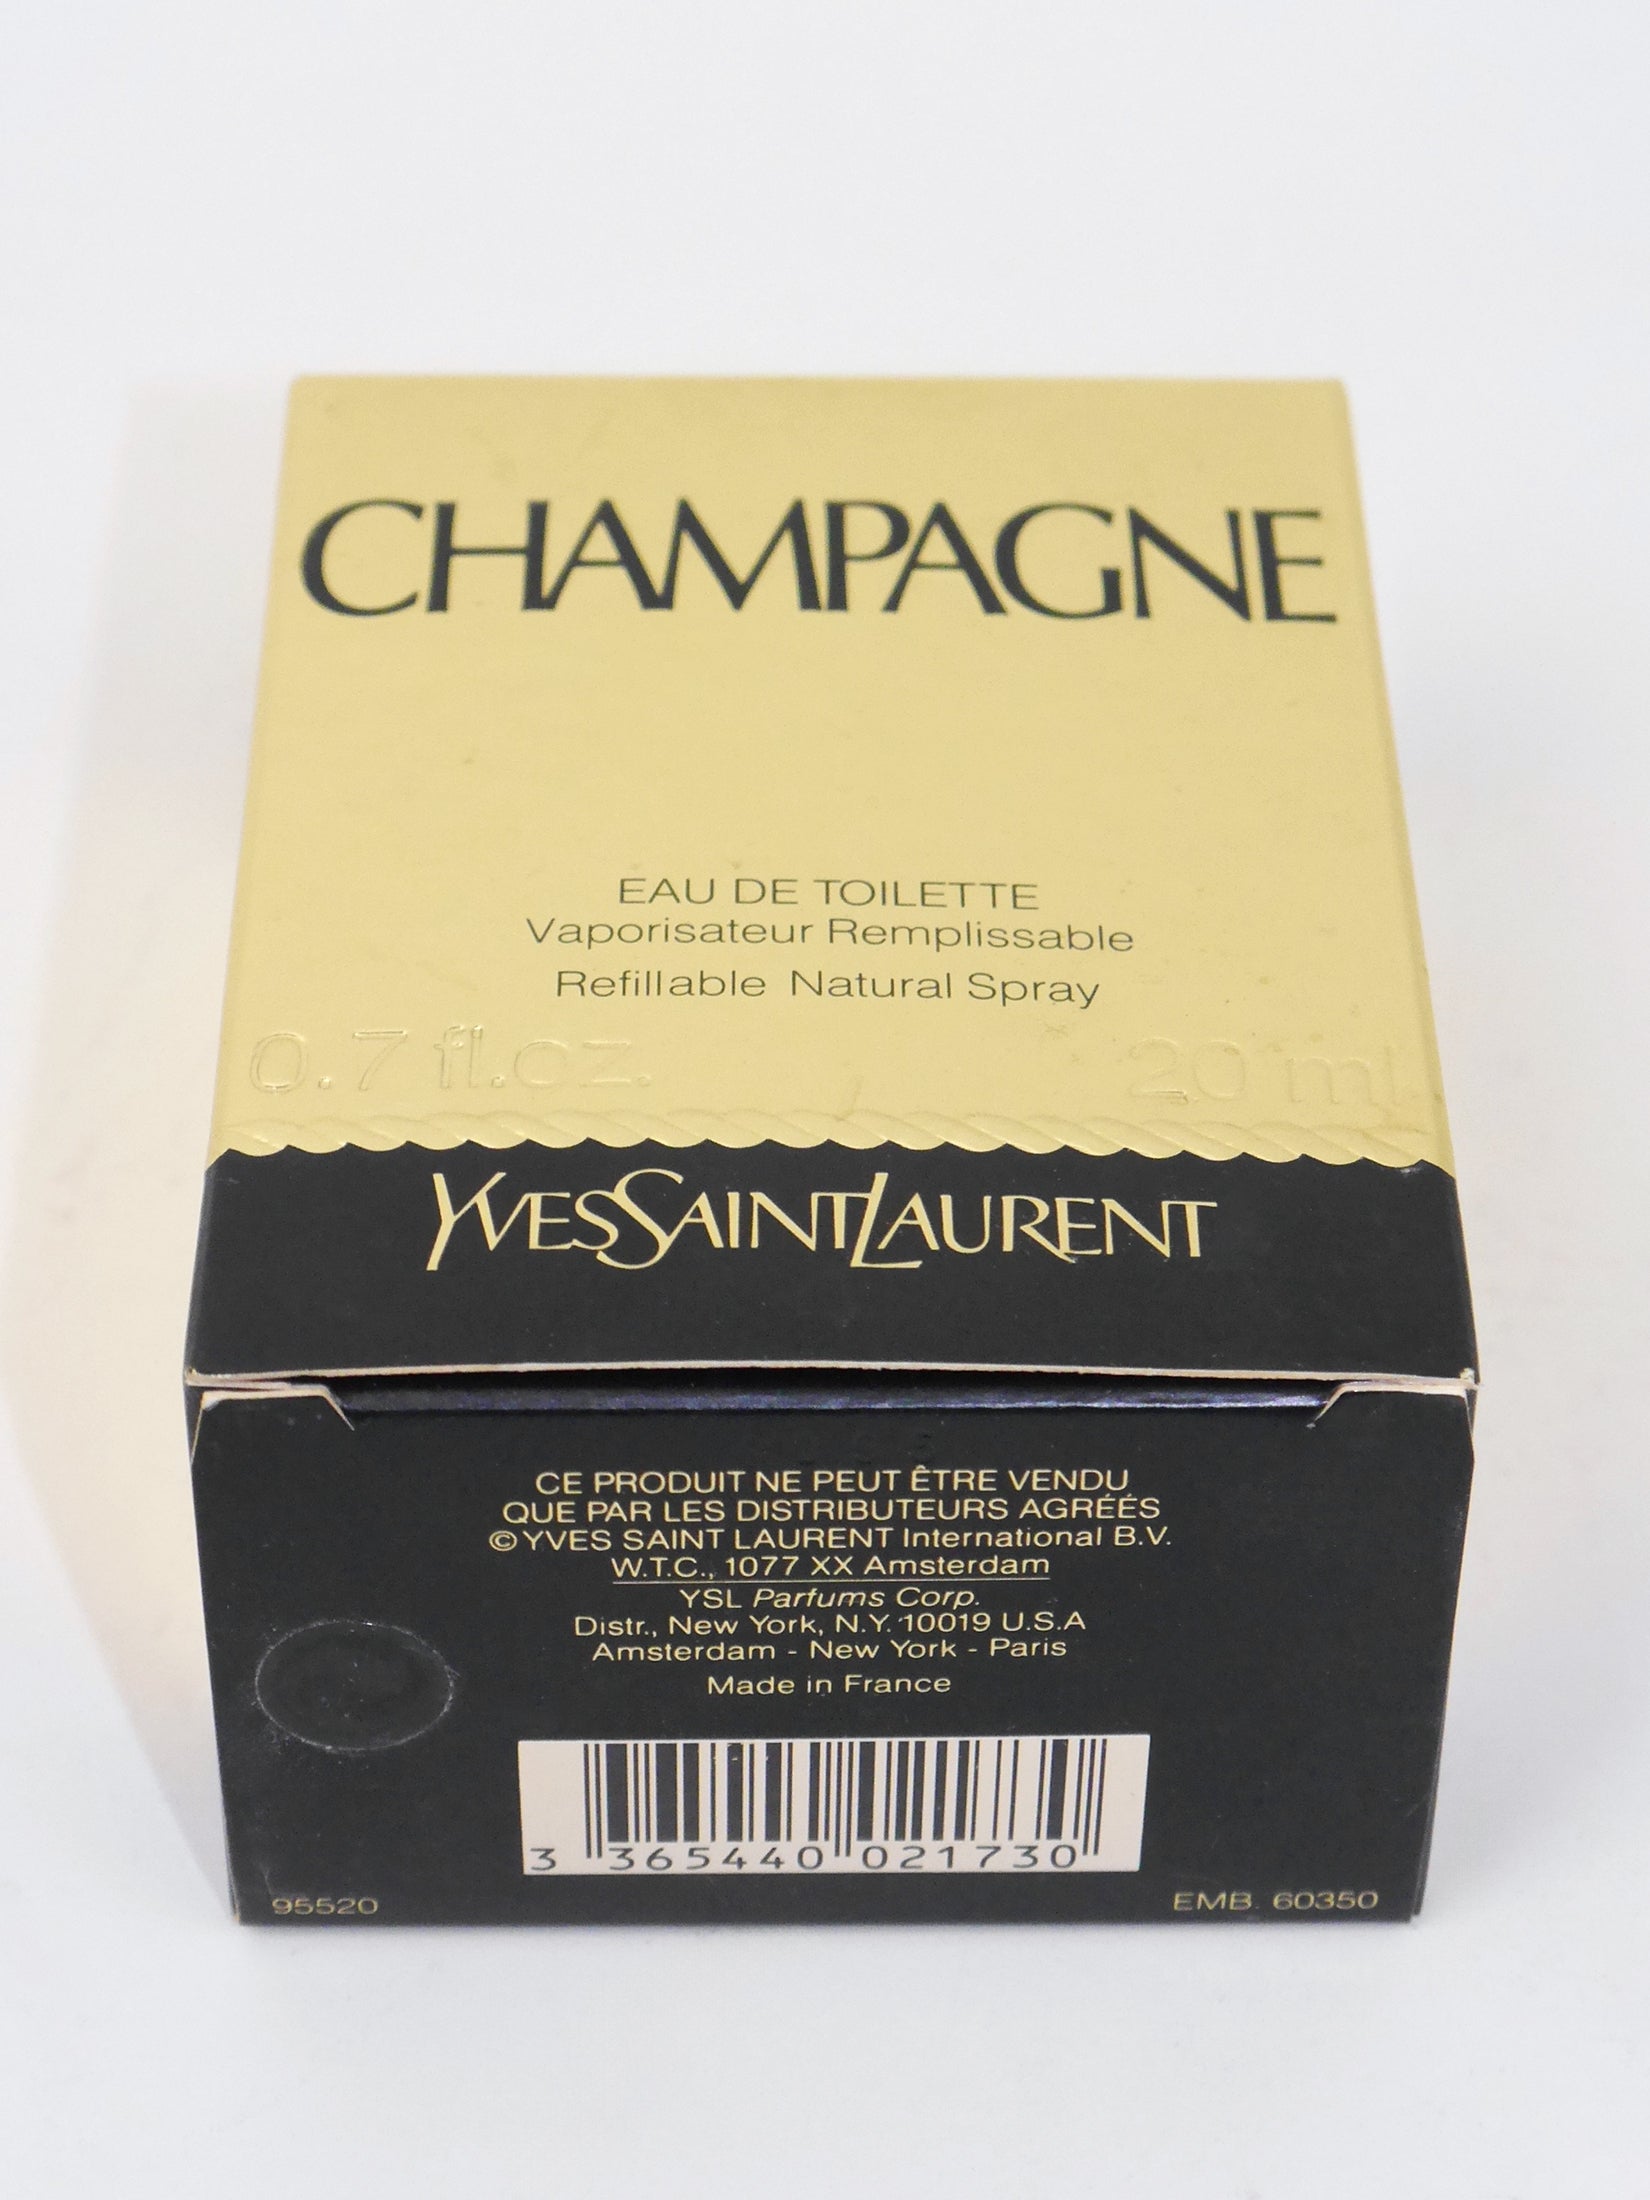 CHAMPAGNE
EAU DE TOILETTE
Vaporisateur Remplissable
Refillable Natural Spray
0.7 fl.oz. 20 ml
YVESSAINTLAURENT
CE PRODUIT NE PEUT ÊTRE VENDU
QUE PAR LES DISTRIBUTEURS AGRÉÉS
©YVES SAINT LAURENT International B.V.
W.T.C., 1077 XX Amsterdam
YSL Parfums Corp.
Distr., New York, N.Y. 10019 U.S.A
Amsterdam - New York - Paris
Made in France
3 365440 021730
95520 EMB. 60350